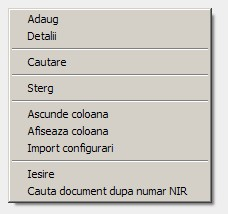 Adaug
Detalii
Cautare
Sterg
Ascunde coloana
Afiseaza coloana
Import configurari
Iesire
Cauta document dupa numar NIR